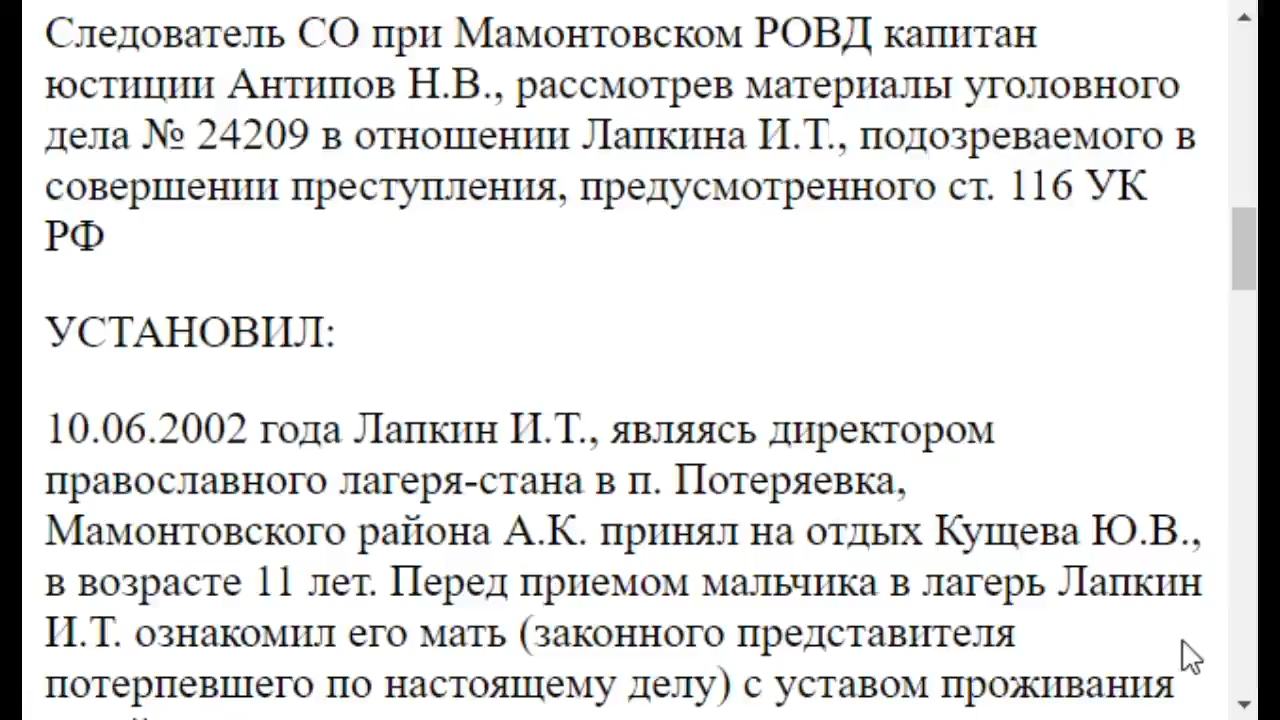 Следователь СО при Мамонтовском РОВД капитан
юстиции Антипов Н.В., рассмотрев материалы уголовного
дела № 24209 в отношении Лапкина И.Т., подозреваемого в
совершении преступления, предусмотренного ст. 116 УК
РФ
УСТАНОВИЛ:
10.06.2002 года Лапкин И.Т., являясь директором
православного лагеря-стана в п. Потеряевка,
Мамонтовского района А.К. принял на отдых Кущева Ю.В.,
в возрасте 11 лет. Перед приемом мальчика в лагерь Лапкин
И.Т. ознакомил его мать (законного представителя
потерпевшего по настоящему делу) с уставом проживания